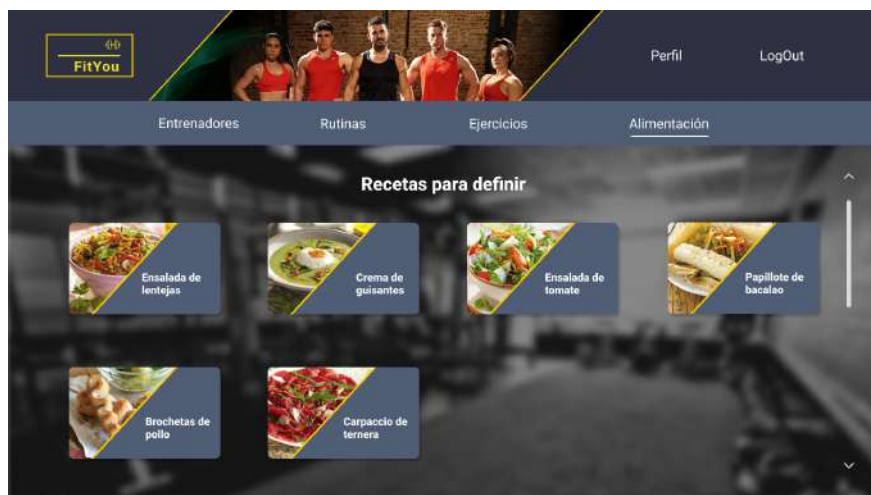 FitYou
Perfil
LogOut
Entrenadores
Rutinas
Ejercicios
Alimentación
Recetas para definir
Ensalada de
lentejas
Crema de
guisantes
Ensalada de
tomate
Papillote de
bacalao
Brochetas de
pollo
Carpaccio de
ternera